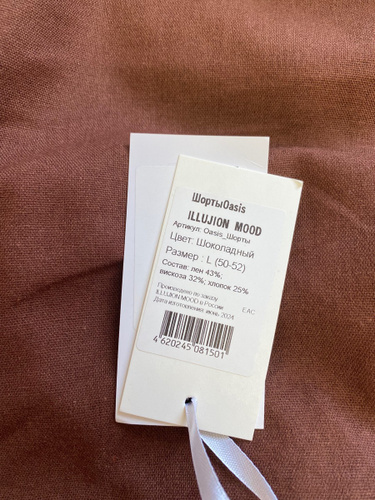 ШортыOasis
ILLUJION MOOD
Артикул: Oasis_Шорты
Цвет: Шоколадный
Размер : L (50-52)
Состав: лен 43%;
вискоза 32%; хлопок 25%
Произведено по заказу
ILLUJION MOOD в России
EAC
Дата изготовления: июнь 2024
4 620245 081501